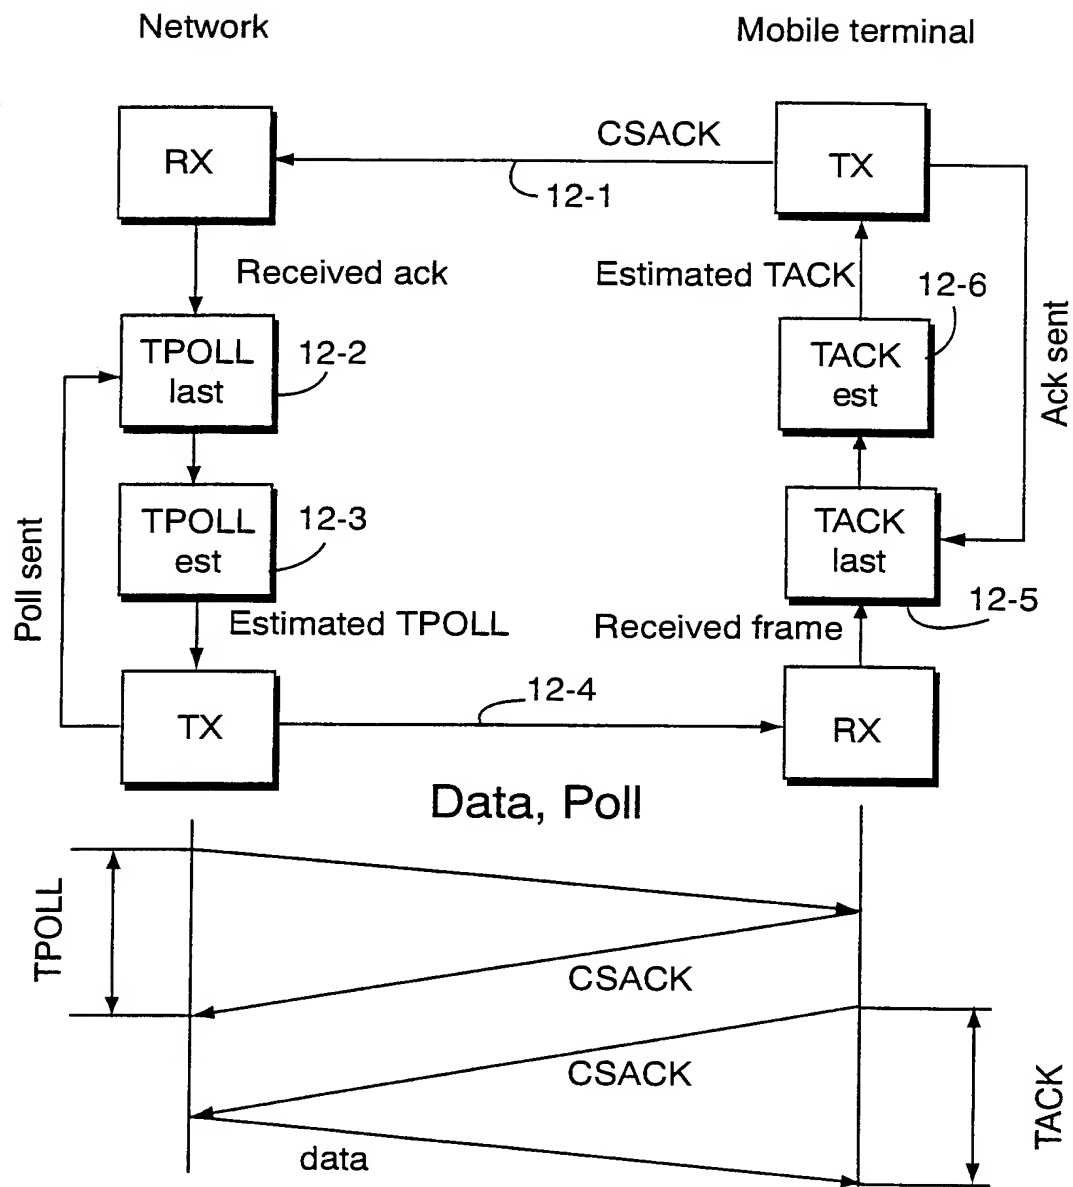 Network
Mobile terminal
RX
CSACK
TX
12-1
Received ack
Estimated TACK
12-6
TPOLL
last
12-2
TACK
est
Ack sent
TPOLL
est
12-3
TACK
last
Poll sent
12-5
Estimated TPOLL
Received frame
12-4
TX
RX
Data, Poll
TPOLL
CSACK
CSACK
TACK
data